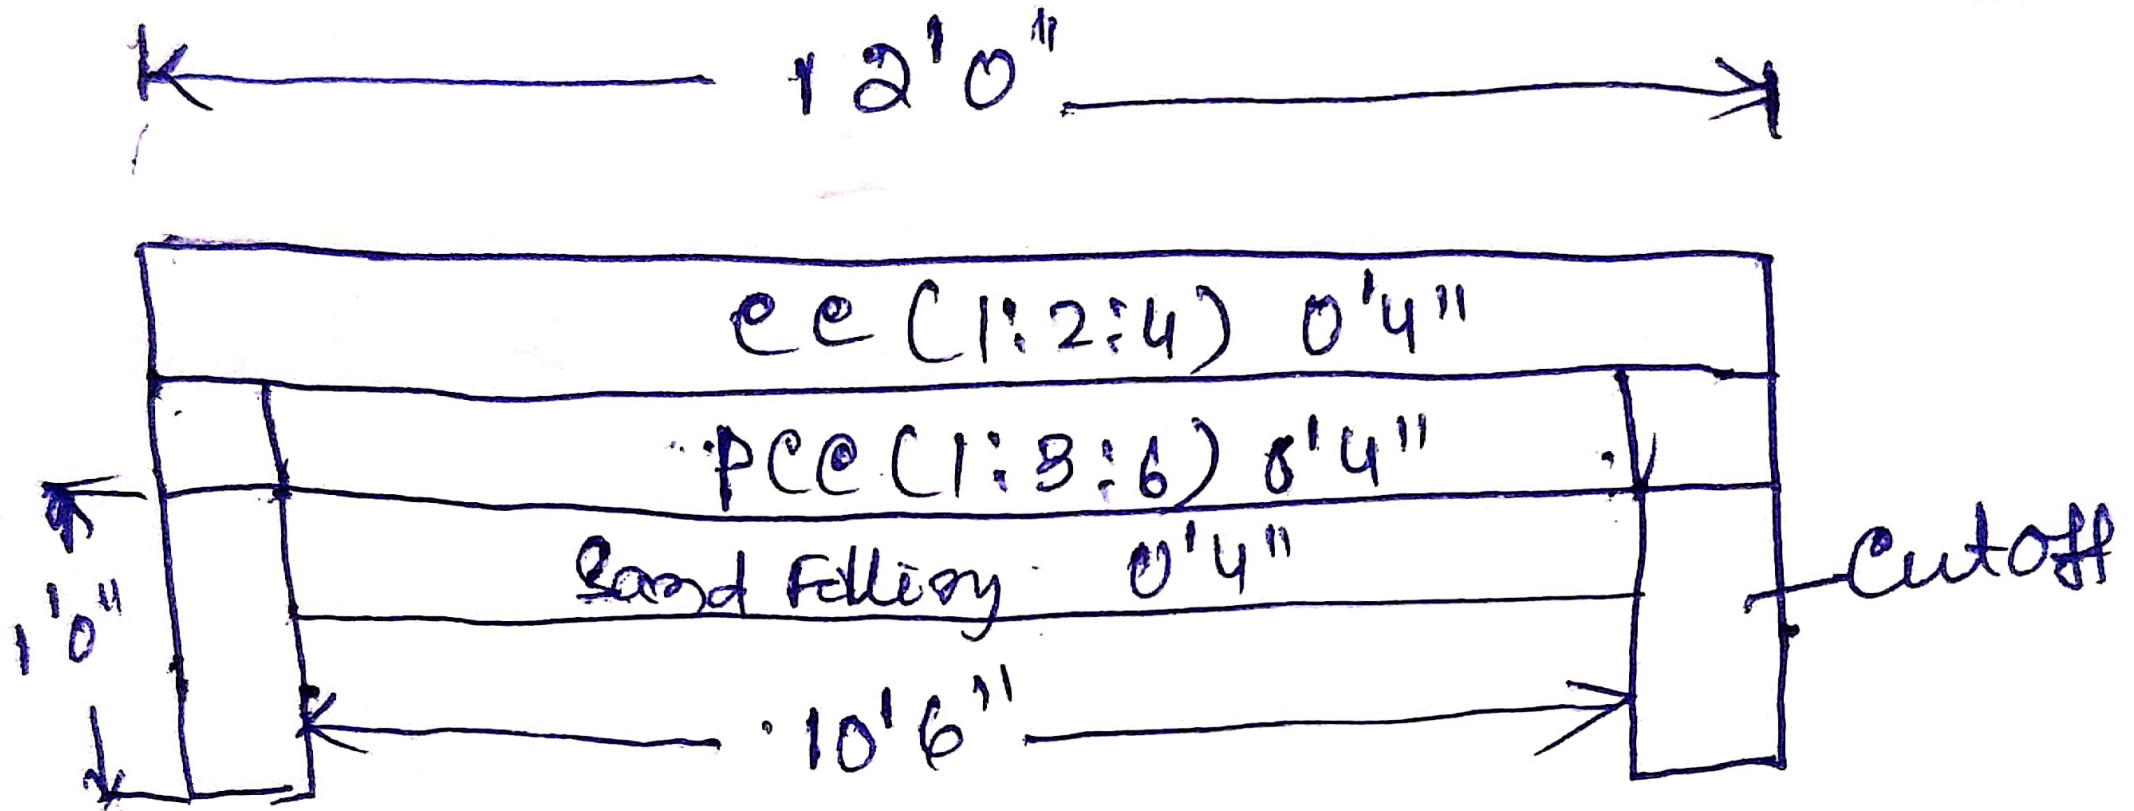 12'0"
CC (1:2:4) 0'4"
PCC (1:3:6) 0'4"
Sand Filling 0'4"
Cutoff
1'0"
10'6"